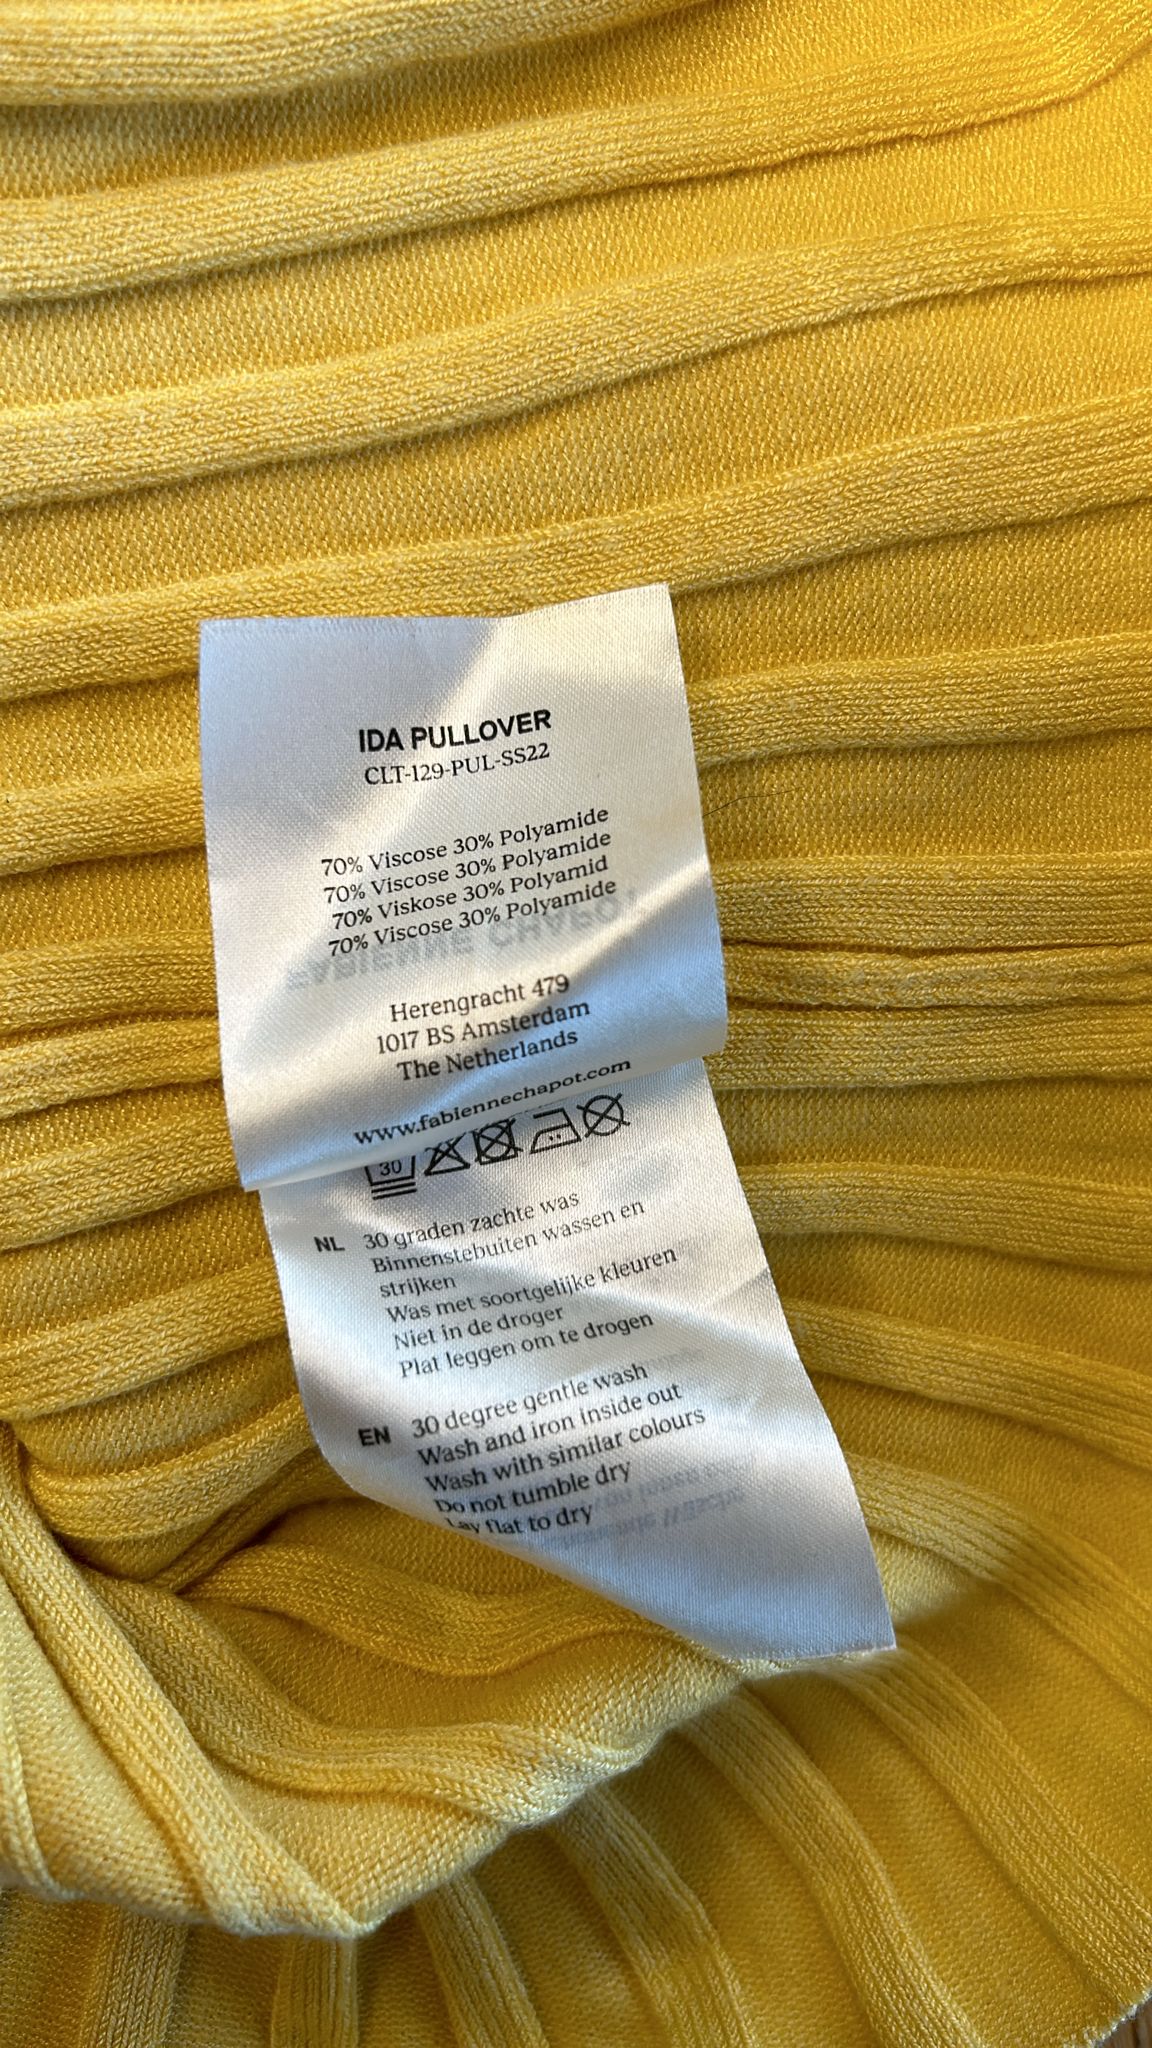 IDA PULLOVER
CLT-129-PUL-SS22
70% Viscose 30% Polyamide
70% Viscose 30% Polyamide
70% Viskose 30% Polyamid
70% Viscose 30% Polyamide
Herengracht 479
1017 BS Amsterdam
The Netherlands
www.fabiennechapot.com
30
NL 30 graden zachte was
Binnenstebuiten wassen en
strijken
Was met soortgelijke kleuren
Niet in de droger
Plat leggen om te drogen
EN 30 degree gentle wash
Wash and iron inside out
Wash with similar colours
Do not tumble dry
Lay flat to dry